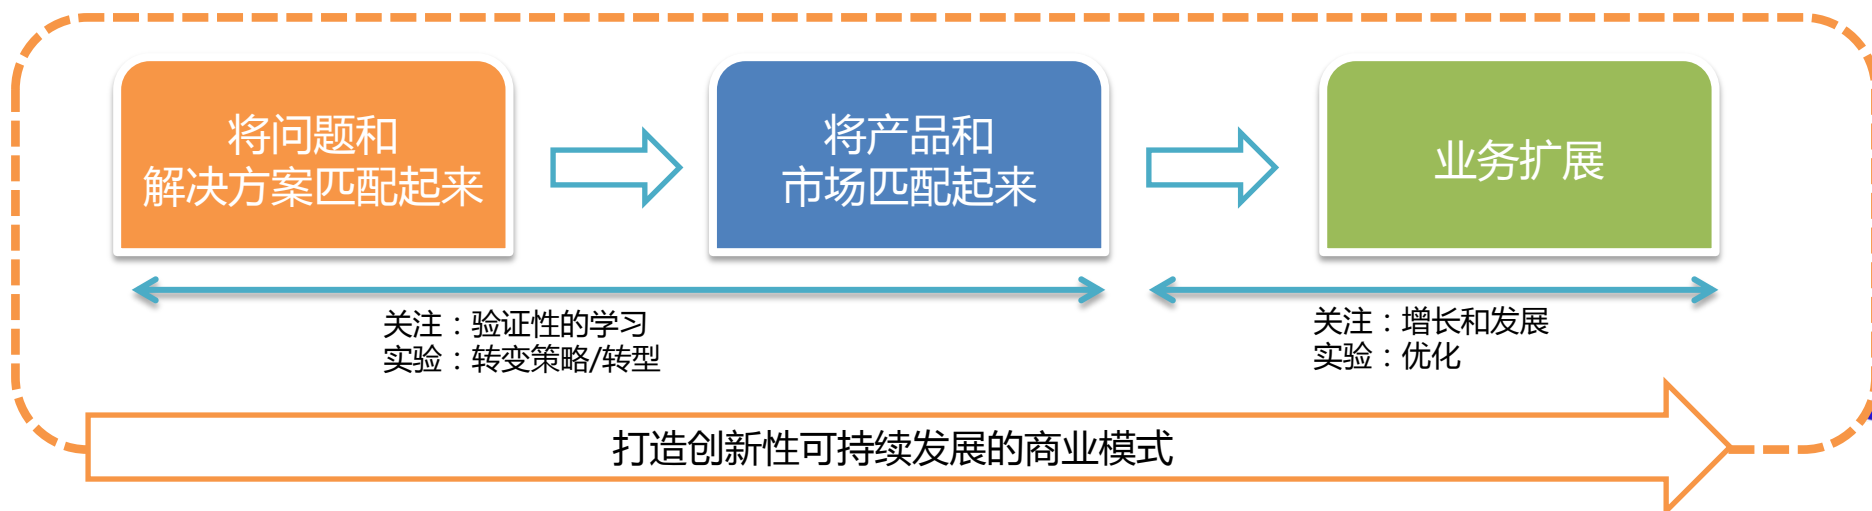 将问题和
解决方案匹配起来
将产品和
市场匹配起来
业务扩展
关注：验证性的学习
实验：转变策略/转型
关注：增长和发展
实验：优化
打造创新性可持续发展的商业模式